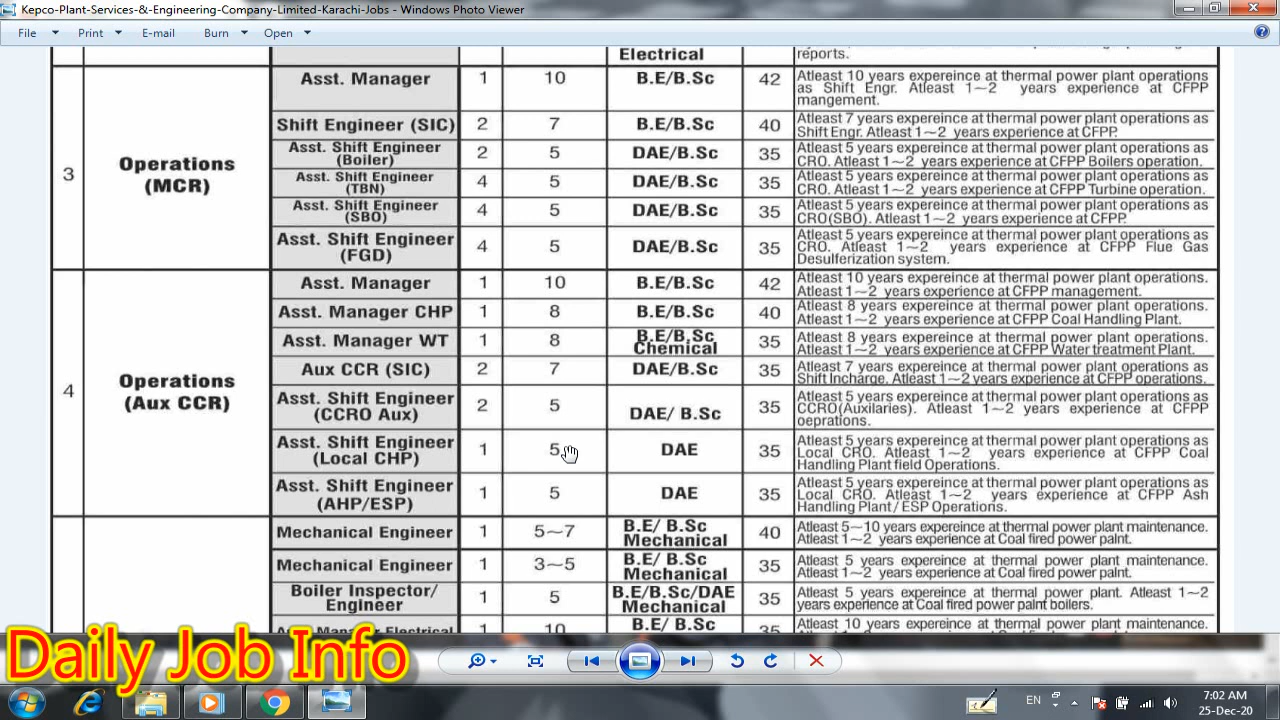 Kepco-Plant-Services-&-Engineering-Company-Limited-Karachi-Jobs - Windows Photo Viewer
File Print E-mail Burn Open
Electrical reports.
3 Operations (MCR)
Asst. Manager 1 10 B.E/B.Sc 42 Atleast 10 years expereince at thermal power plant operations
as Shift Engr. Atleast 1~2 years experience at CFPP
mangement.
Shift Engineer (SIC) 2 7 B.E/B.Sc 40 Atleast 7 years expereince at thermal power plant operations as
Shift Engr. Atleast 1~2 years experience at CFPP.
Asst. Shift Engineer (Boiler) 2 5 DAE/B.Sc 35 Atleast 5 years expereince at thermal power plant operations as
CRO. Atleast 1~2 years experience at CFPP Boilers operation.
Asst. Shift Engineer (TBN) 4 5 DAE/B.Sc 35 Atleast 5 years expereince at thermal power plant operations as
CRO. Atleast 1~2 years experience at CFPP Turbine operation.
Asst. Shift Engineer (SBO) 4 5 DAE/B.Sc 35 Atleast 5 years expereince at thermal power plant operations as
CRO(SBO). Atleast 1~2 years experience at CFPP.
Asst. Shift Engineer (FGD) 4 5 DAE/B.Sc 35 Atleast 5 years expereince at thermal power plant operations as
CRO. Atleast 1~2 years experience at CFPP Flue Gas
Desulferization system.
4 Operations (Aux CCR)
Asst. Manager 1 10 B.E/B.Sc 42 Atleast 10 years expereince at thermal power plant operations.
Atleast 1~2 years experience at CFPP management.
Asst. Manager CHP 1 8 B.E/B.Sc 40 Atleast 8 years expereince at thermal power plant operations.
Atleast 1~2 years experience at CFPP Coal Handling Plant.
Asst. Manager WT 1 8 B.E/B.Sc Chemical 35 Atleast 8 years expereince at thermal power plant operations.
Atleast 1~2 years experience at CFPP Water treatment Plant.
Aux CCR (SIC) 2 7 DAE/B.Sc 35 Atleast 7 years expereince at thermal power plant operations as
Shift Incharge. Atleast 1~2 years experience at CFPP operations.
Asst. Shift Engineer (CCRO Aux) 2 5 DAE/ B.Sc 35 Atleast 5 years expereince at thermal power plant operations as
CCRO(Auxilaries). Atleast 1~2 years experience at CFPP
oeprations.
Asst. Shift Engineer (Local CHP) 1 5 DAE 35 Atleast 5 years expereince at thermal power plant operations as
Local CRO. Atleast 1~2 years experience at CFPP Coal
Handling Plant field Operations.
Asst. Shift Engineer (AHP/ESP) 1 5 DAE 35 Atleast 5 years expereince at thermal power plant operations as
Local CRO. Atleast 1~2 years experience at CFPP Ash
Handling Plant/ ESP Operations.
Mechanical Engineer 1 5~7 B.E/ B.Sc Mechanical 40 Atleast 5~10 years expereince at thermal power plant maintenance.
Atleast 1~2 years experience at Coal fired power palnt.
Mechanical Engineer 1 3~5 B.E/ B.Sc Mechanical 35 Atleast 5 years expereince at thermal power plant maintenance.
Atleast 1~2 years experience at Coal fired power palnt.
Boiler Inspector/ Engineer 1 5 B.E/B.Sc/DAE Mechanical 35 Atleast 5 years expereince at thermal power plant. Atleast 1~2
years experience at Coal fired power palnt boilers.
1 10 B.E/ B.Sc 35 Atleast 10 years expereince at thermal power plant maintenance.
Daily Job Info
EN
7:02 AM
25-Dec-20